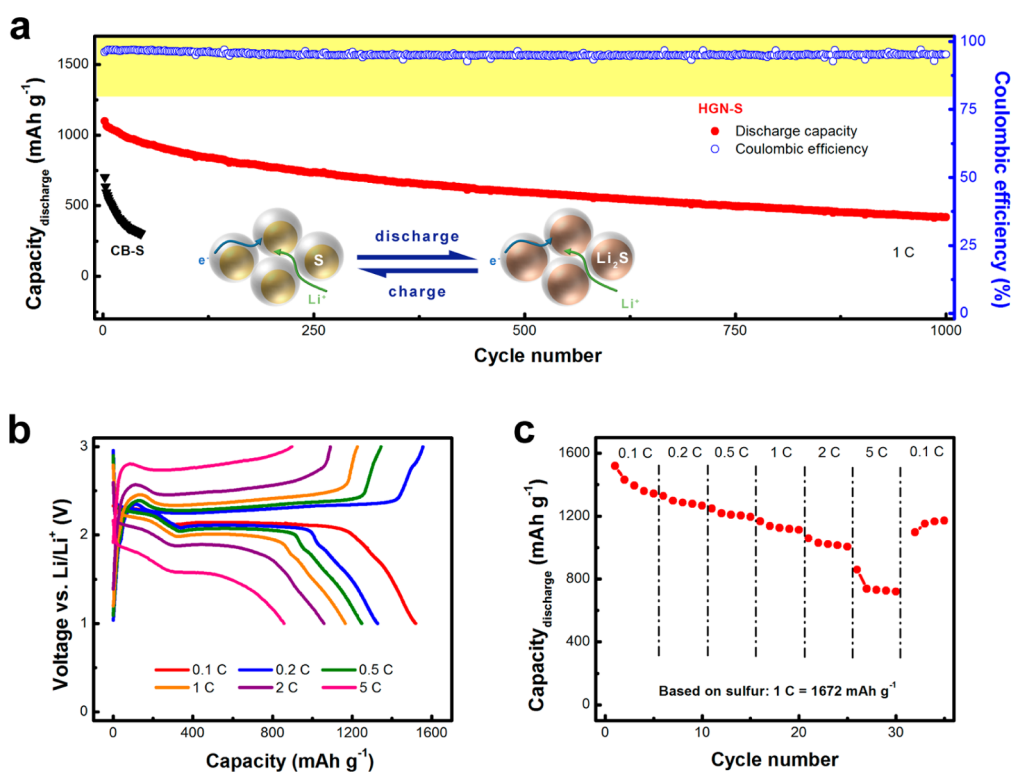 a
1500
1000
500
0
Capacity discharge (mAh g⁻¹)
100
75
50
25
0
Coulombic efficiency (%)
HGN-S
Discharge capacity
Coulombic efficiency
CB-S
e⁻
S
Li⁺
discharge
charge
e⁻
Li₂S
Li⁺
1 C
0
250
500
750
1000
Cycle number
b
3
2
1
0
Voltage vs. Li/Li⁺ (V)
0.1 C 0.2 C 0.5 C
1 C 2 C 5 C
0 400 800 1200 1600
Capacity (mAh g⁻¹)
c
1600
1200
800
400
0
Capacity discharge (mAh g⁻¹)
0.1 C 0.2 C 0.5 C 1 C 2 C 5 C 0.1 C
Based on sulfur: 1 C = 1672 mAh g⁻¹
0 10 20 30
Cycle number